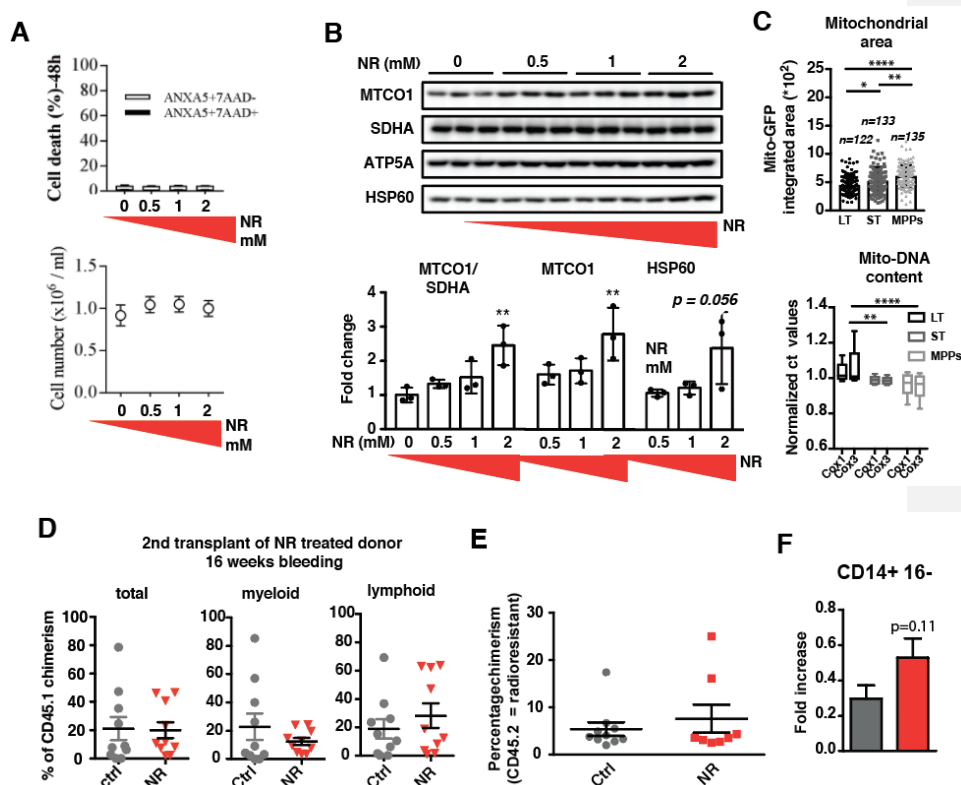 A
Cell death (%)-48h
100
80
60
40
20
0
ANXA5+7AAD-
ANXA5+7AAD+
0 0.5 1 2
NR
mM
Cell number (x10⁶ / ml)
1.5
1.0
0.5
0.0
0 0.5 1 2
NR
mM
B
NR (mM) 0 0.5 1 2
MTCO1
SDHA
ATP5A
HSP60
NR
MTCO1/
SDHA
MTCO1
HSP60
Fold change
4
3
2
1
0
**
**
p = 0.056
NR
mM
NR (mM) 0 0.5 1 2 0.5 1 2 0.5 1 2
NR
C
Mitochondrial
area
Mito-GFP
integrated area (*10²)
25
20
15
10
5
0
****
* **
n=133
n=122 n=135
LT ST MPPs
Mito-DNA
content
Normalized ct values
1.4
1.2
1.0
0.8
0.6
****
**
LT
ST
MPPs
Cox1 Cox3 Cox1 Cox3 Cox1 Cox3
D
2nd transplant of NR treated donor
16 weeks bleeding
total myeloid lymphoid
% of CD45.1 chimerism
100
80
60
40
20
0
Ctrl NR
100
80
60
40
20
0
Ctrl NR
100
80
60
40
20
0
Ctrl NR
E
Percentagechimerism
(CD45.2 = radioresistant)
30
20
10
5
0
Ctrl NR
F
CD14+ 16-
Fold increase
0.8
0.6
0.4
0.2
0.0
p=0.11